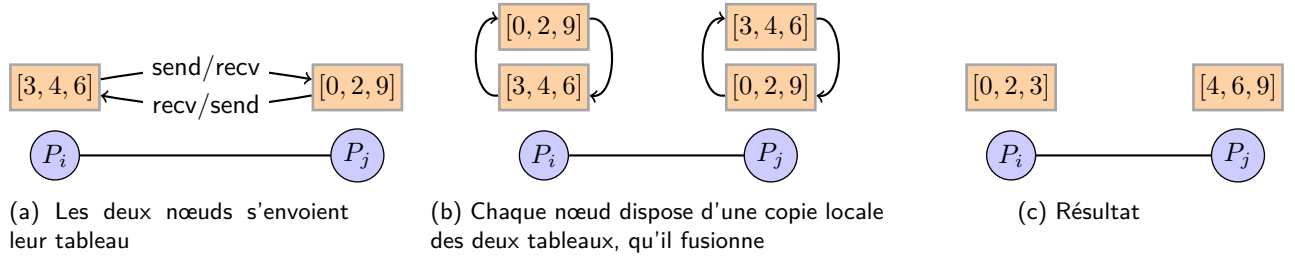 [3, 4, 6]
send/recv
recv/send
[0, 2, 9]
P_i
P_j
(a) Les deux nœuds s'envoient
leur tableau
[0, 2, 9]
[3, 4, 6]
[3, 4, 6]
[0, 2, 9]
P_i
P_j
(b) Chaque nœud dispose d'une copie locale
des deux tableaux, qu'il fusionne
[0, 2, 3]
[4, 6, 9]
P_i
P_j
(c) Résultat